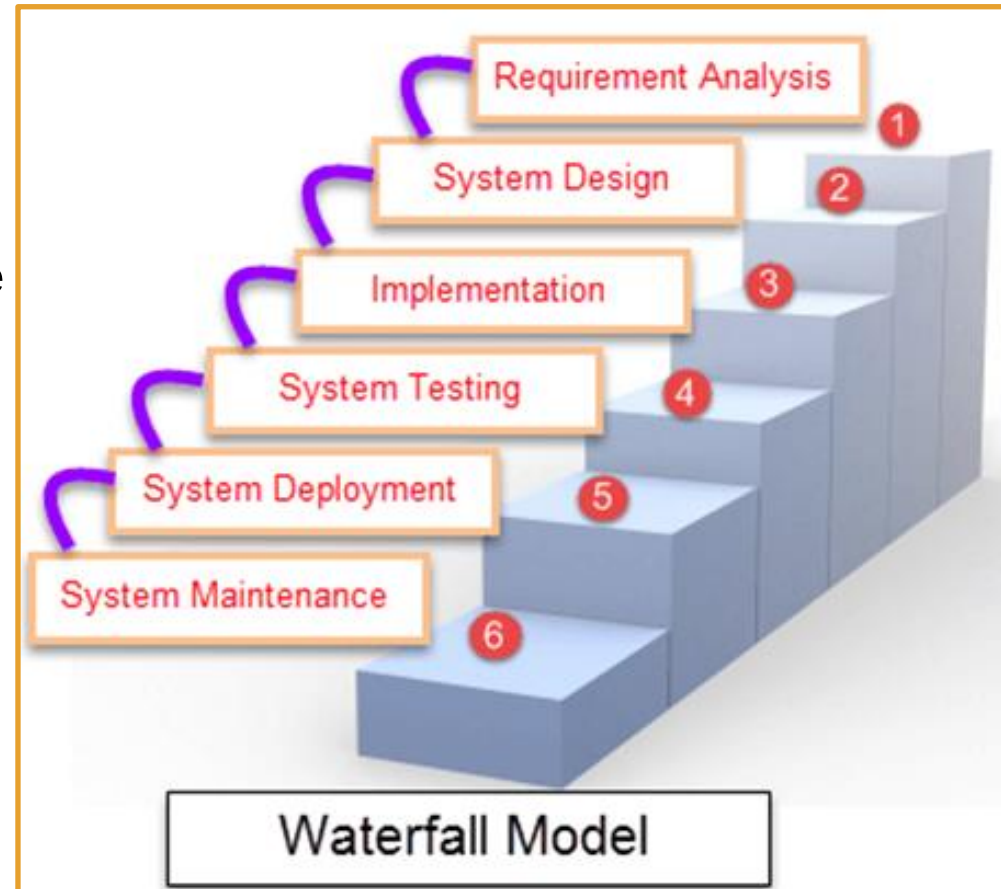 Requirement Analysis
1
System Design
2
Implementation
3
System Testing
4
System Deployment
5
System Maintenance
6
Waterfall Model